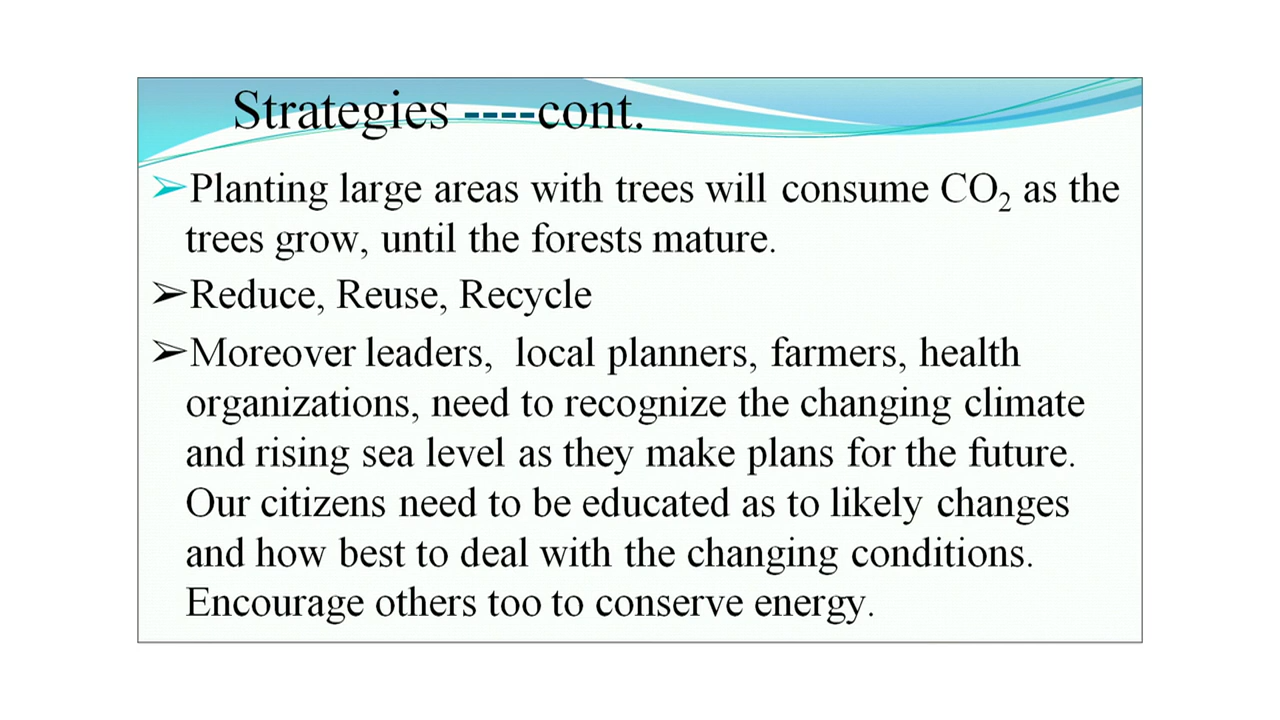 Strategies ----cont.
➢Planting large areas with trees will consume CO₂ as the
trees grow, until the forests mature.
➢Reduce, Reuse, Recycle
➢Moreover leaders,  local planners, farmers, health
organizations, need to recognize the changing climate
and rising sea level as they make plans for the future.
Our citizens need to be educated as to likely changes
and how best to deal with the changing conditions.
Encourage others too to conserve energy.